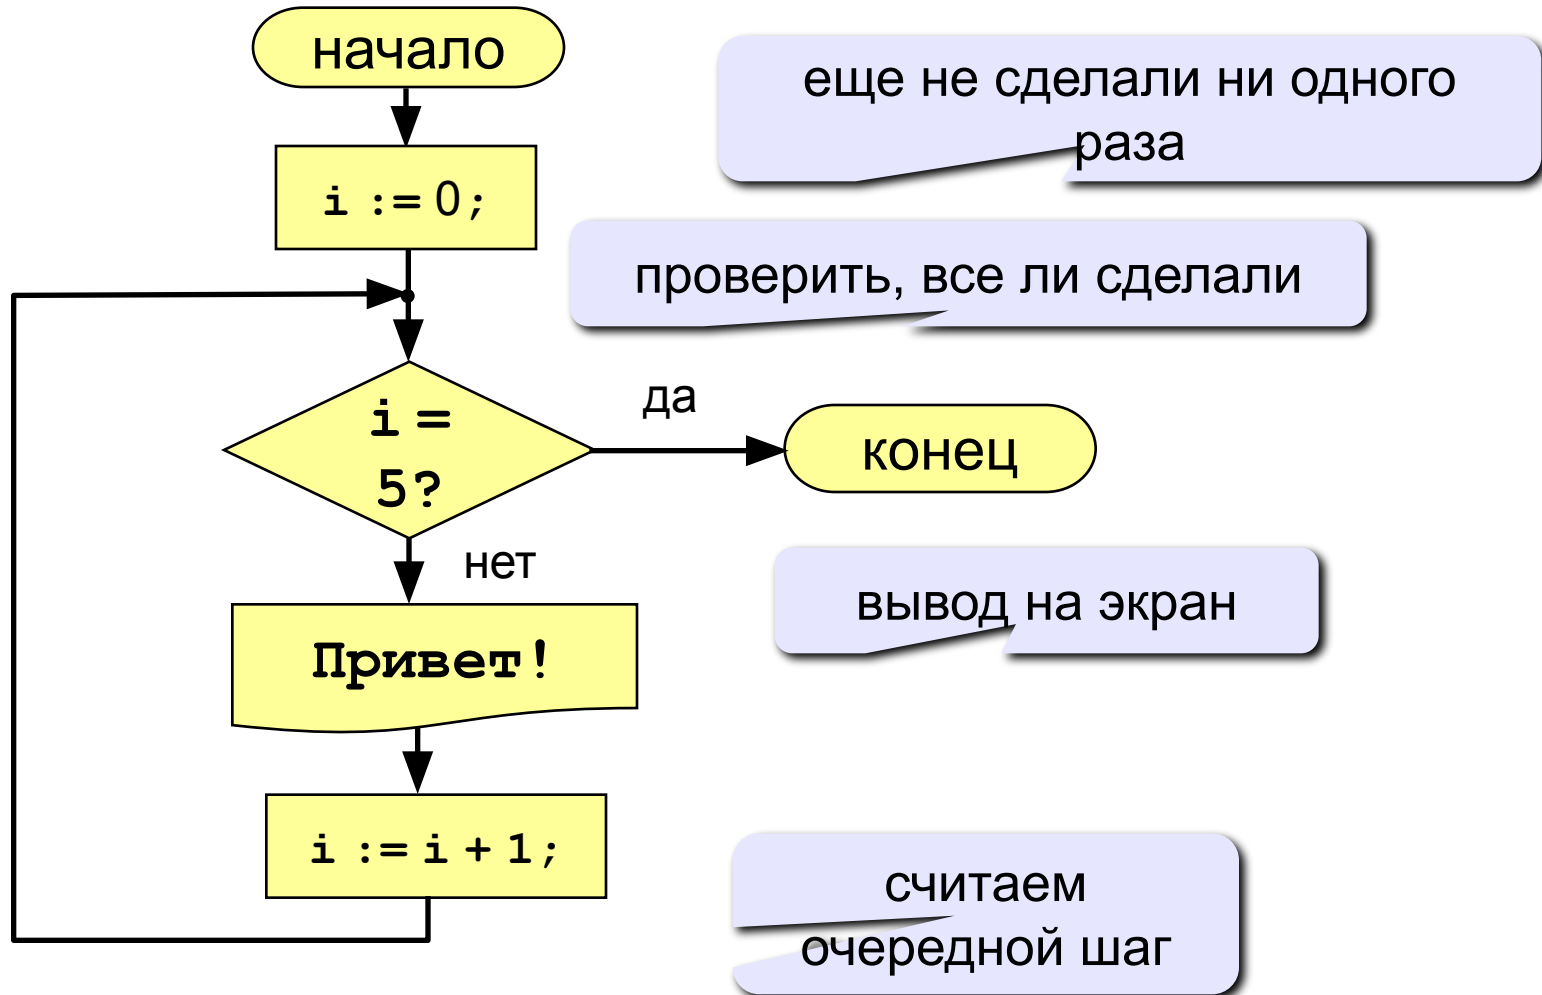 начало
еще не сделали ни одного
раза
i := 0;
проверить, все ли сделали
i =
5?
да
конец
нет
вывод на экран
Привет!
i := i + 1;
считаем
очередной шаг